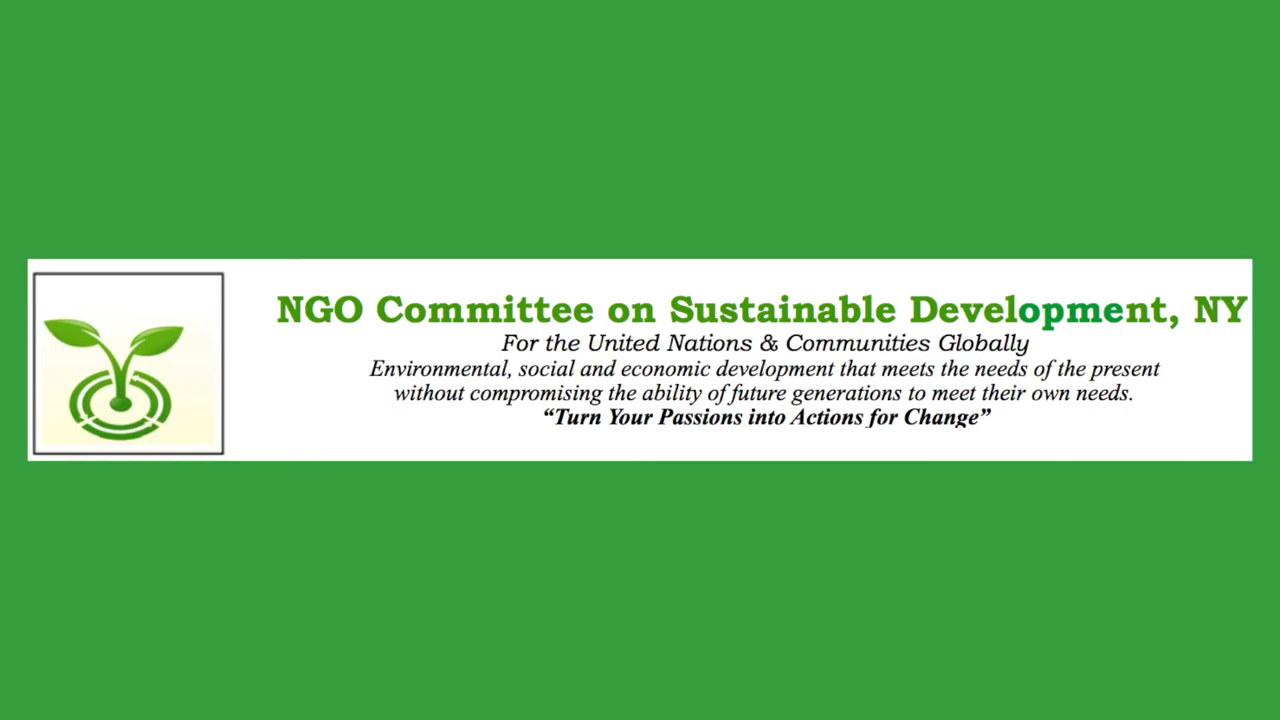 NGO Committee on Sustainable Development, NY
For the United Nations & Communities Globally
Environmental, social and economic development that meets the needs of the present
without compromising the ability of future generations to meet their own needs.
“Turn Your Passions into Actions for Change”